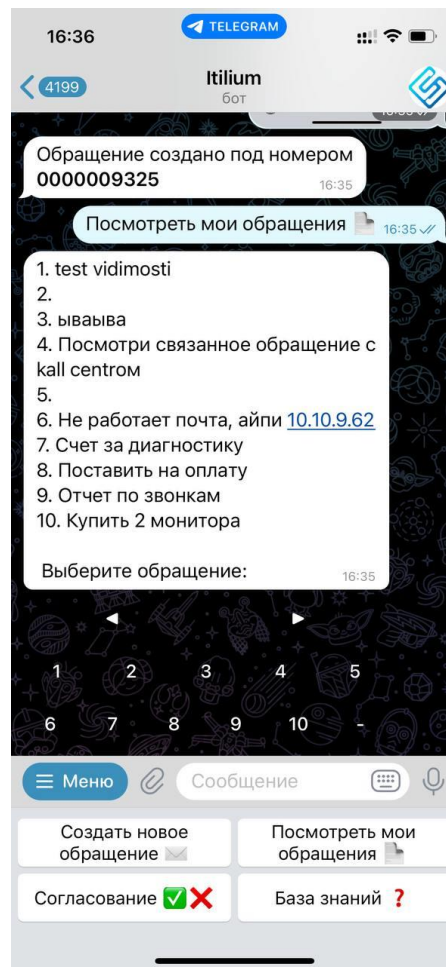 16:36
TELEGRAM
4199
Itilium
бот
Обращение создано под номером
0000009325
16:35
Посмотреть мои обращения
16:35
1. test vidimosti
2.
3. ываыва
4. Посмотри связанное обращение с
kall centrom
5.
6. Не работает почта, айпи 10.10.9.62
7. Счет за диагностику
8. Поставить на оплату
9. Отчет по звонкам
10. Купить 2 монитора
Выберите обращение:
16:35
1 2 3 4 5
6 7 8 9 10 -
Меню
Сообщение
Создать новое
обращение
Посмотреть мои
обращения
Согласование
База знаний ❓